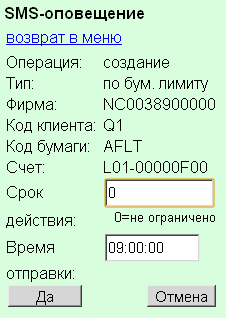 SMS-оповещение
возврат в меню
Операция: создание
Тип: по бум. лимиту
Фирма: NC0038900000
Код клиента: Q1
Код бумаги: AFLT
Счет: L01-00000F00
Срок действия: 0
0=не ограничено
Время отправки: 09:00:00
Да Отмена